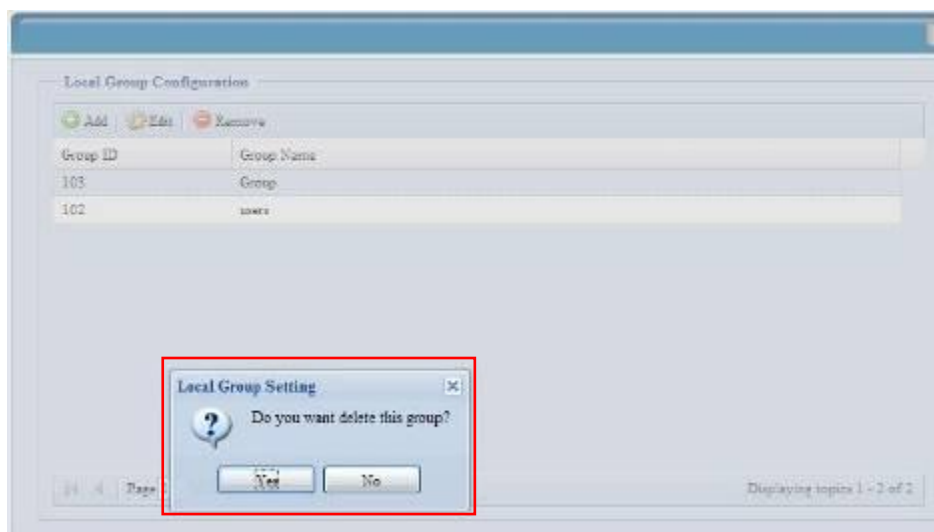 Local Group Configuration
Add Edit Remove
Group ID Group Name
103 Group
102 users
Local Group Setting
Do you want delete this group?
Yes No
Page
Displaying topics 1 - 2 of 2